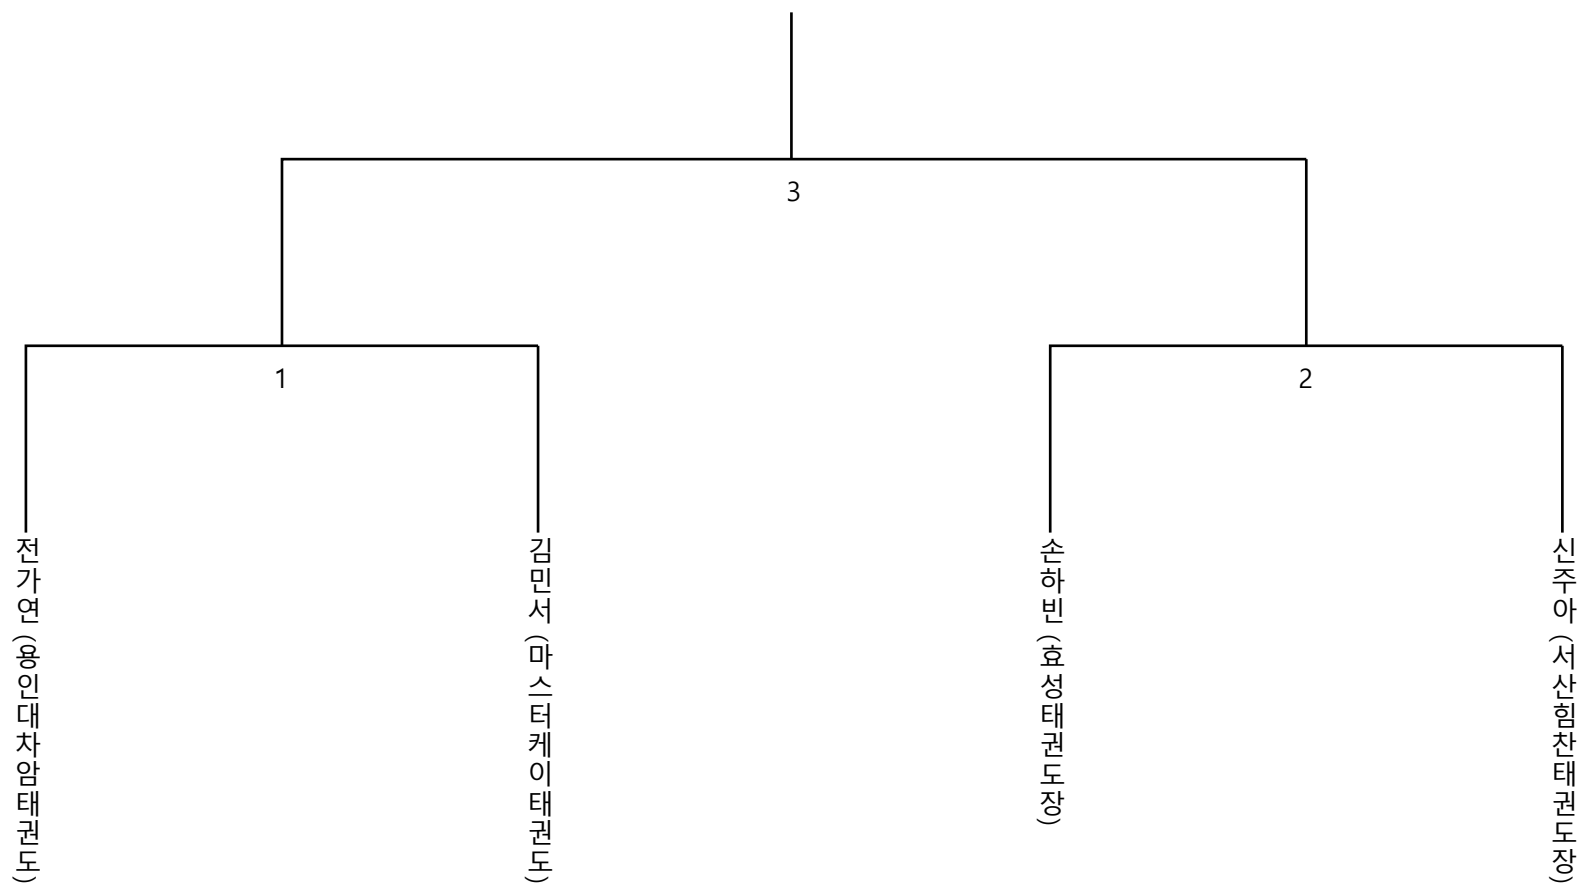 3
1
2
전가연 (용인대차암태권도)
김민서 (마스터케이태권도)
손하빈 (효성태권도장)
신주아 (서산힘찬태권도장)